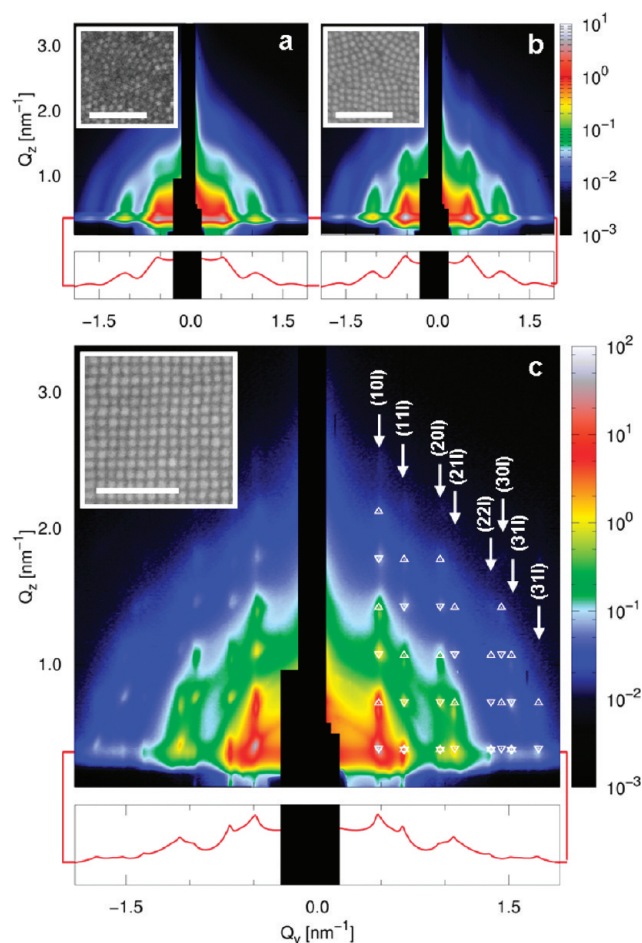 a
b
3.0
2.0
1.0
Q_z [nm⁻¹]
10¹
10⁰
10⁻¹
10⁻²
10⁻³
−1.5 0.0 1.5 −1.5 0.0 1.5
c
3.0
2.0
1.0
Q_z [nm⁻¹]
(10l)
(11l)
(20l)
(21l)
(22l)
(30l)
(31l)
(31l)
10²
10¹
10⁰
10⁻¹
10⁻²
10⁻³
−1.5 0.0 1.5
Q_y [nm⁻¹]